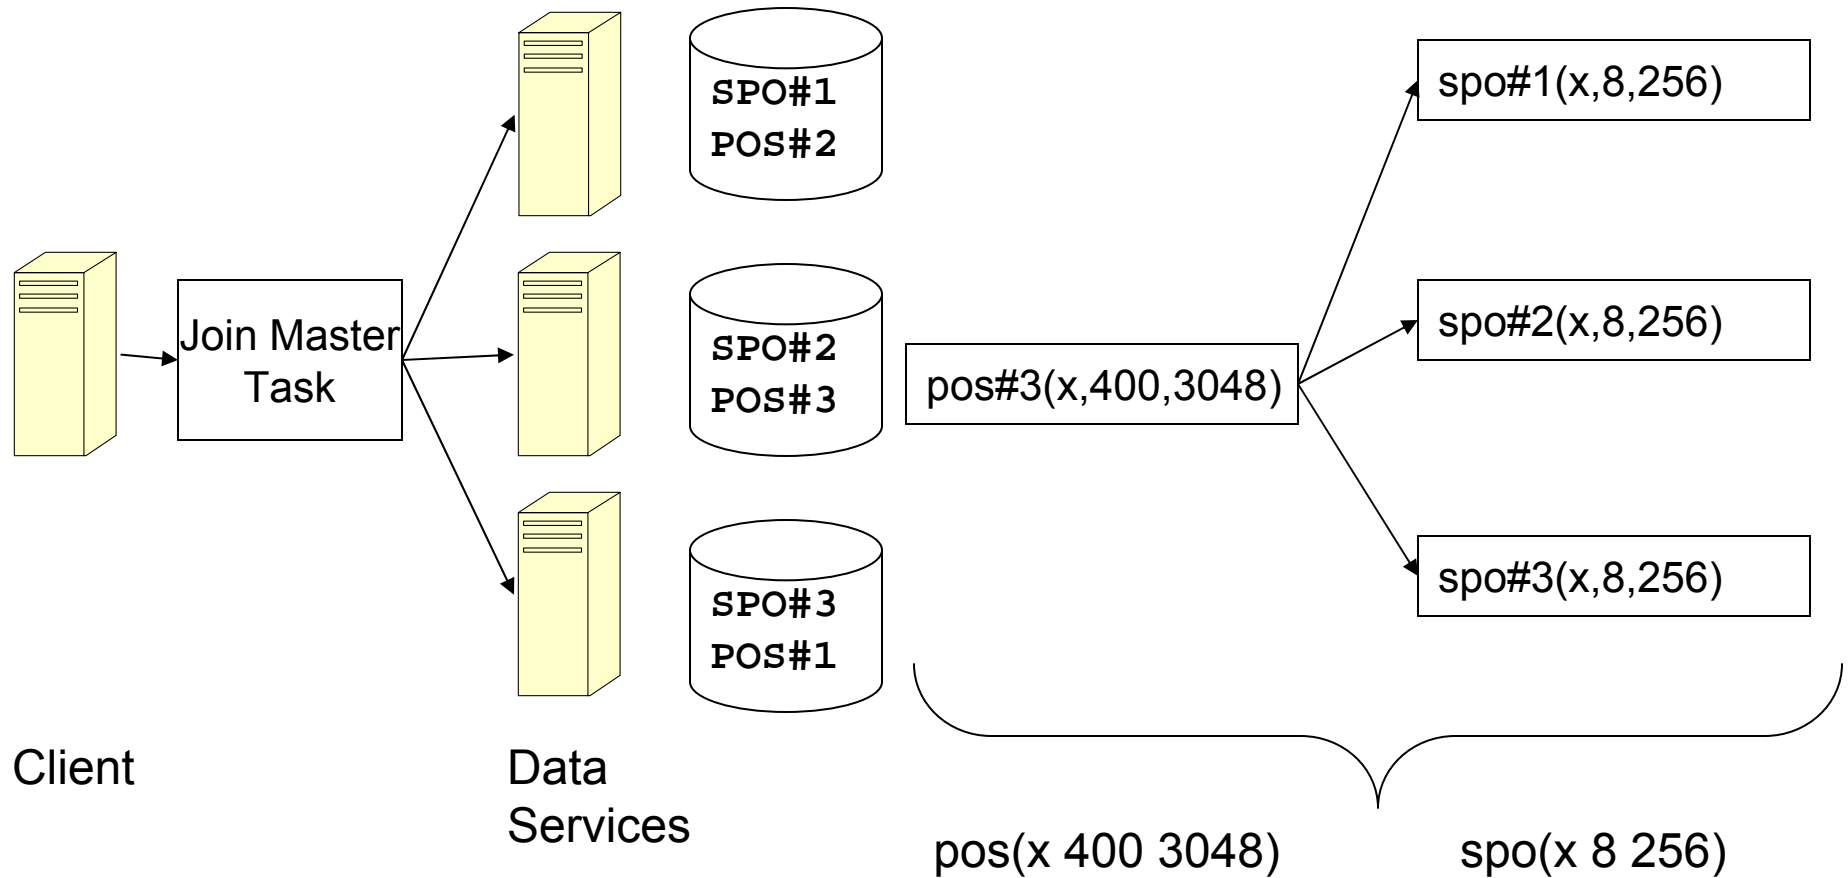 SPO#1
POS#2
spo#1(x,8,256)
Join Master
Task
SPO#2
POS#3
pos#3(x,400,3048)
spo#2(x,8,256)
SPO#3
POS#1
spo#3(x,8,256)
Client
Data
Services
pos(x 400 3048)
spo(x 8 256)